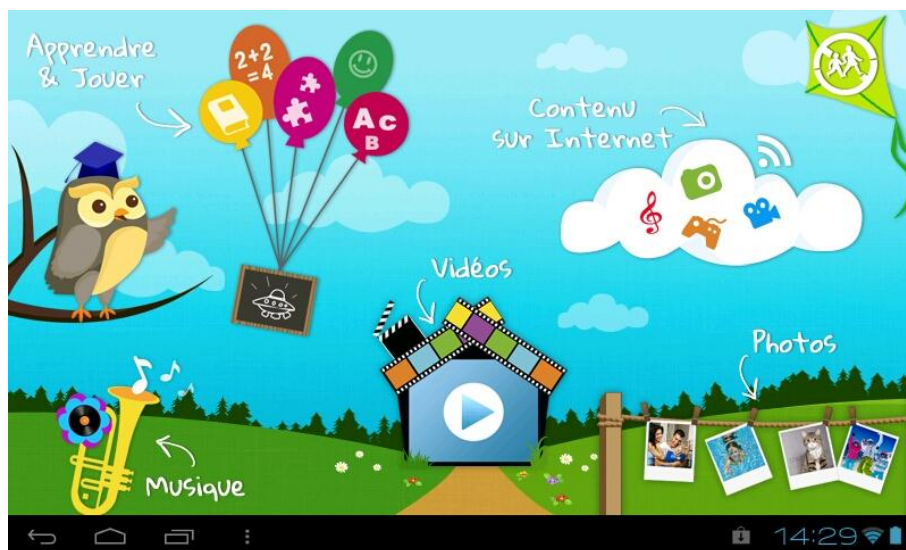 Apprendre
& Jouer
2+2
=4
Ac
B
Contenu
sur Internet
Vidéos
Photos
Musique
14:29